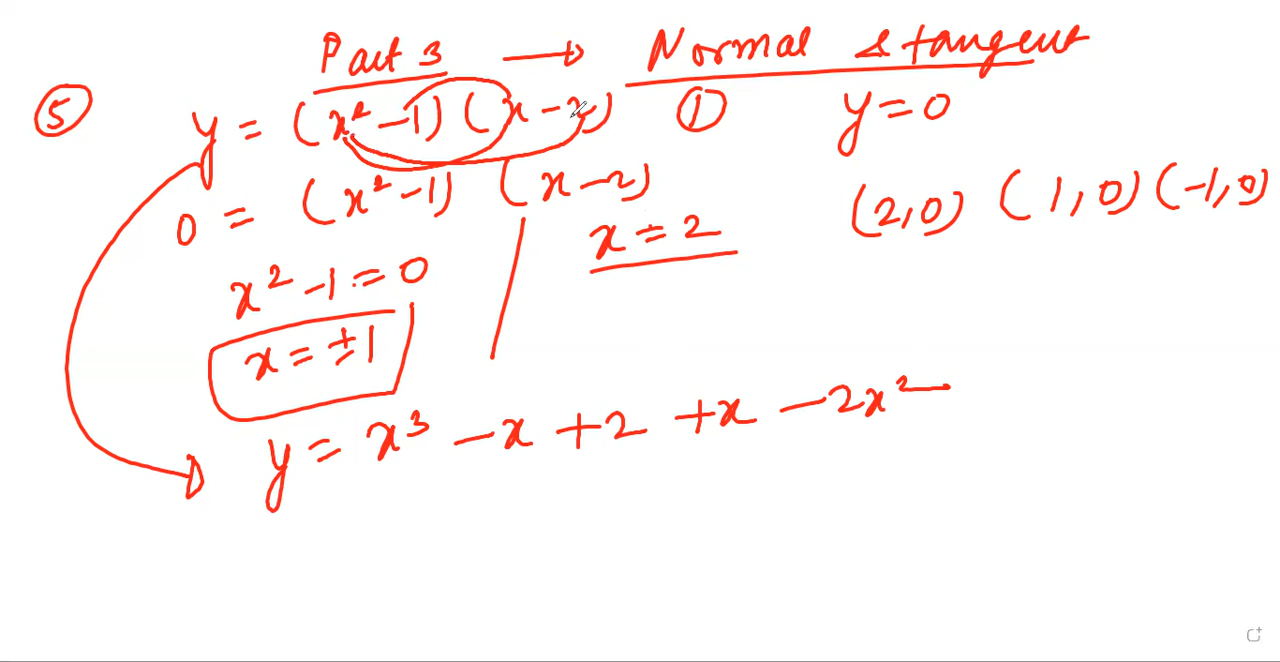 Part 3 → Normal & tangent
⑤ y = (x² - 1) (x - 2) ① y = 0
0 = (x² - 1) (x - 2) (2, 0) (1, 0) (-1, 0)
x = 2
x² - 1 = 0
x = ± 1
y = x³ - x + 2 + x - 2x²